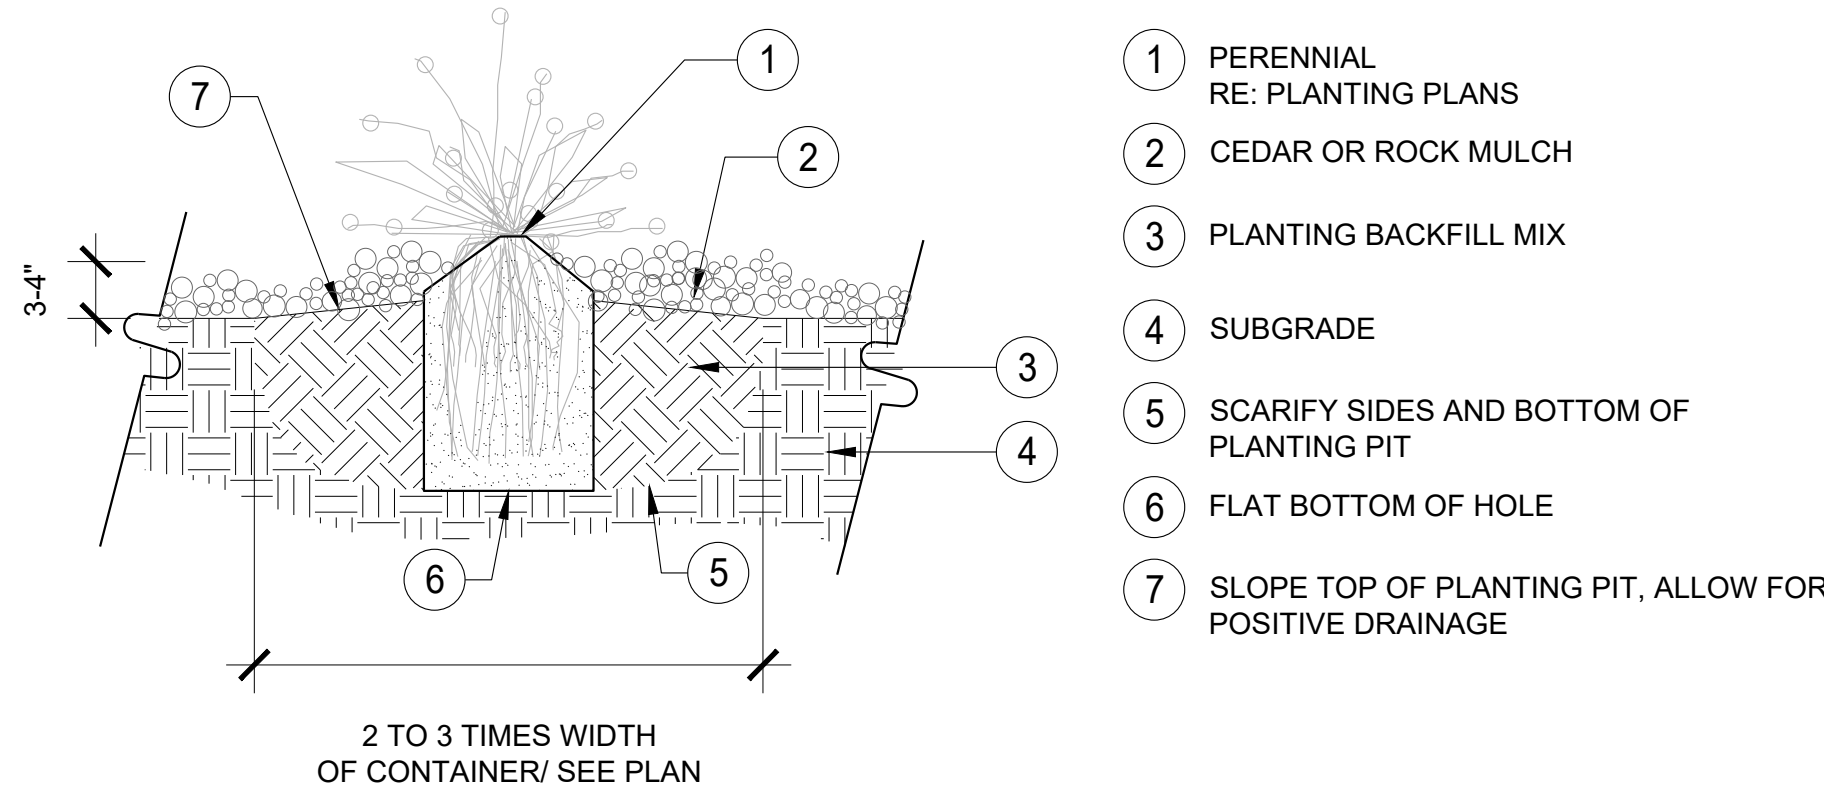 1
7
2
3-4"
3
4
5
6
2 TO 3 TIMES WIDTH
OF CONTAINER/ SEE PLAN
1 PERENNIAL
RE: PLANTING PLANS
2 CEDAR OR ROCK MULCH
3 PLANTING BACKFILL MIX
4 SUBGRADE
5 SCARIFY SIDES AND BOTTOM OF
PLANTING PIT
6 FLAT BOTTOM OF HOLE
7 SLOPE TOP OF PLANTING PIT, ALLOW FOR
POSITIVE DRAINAGE